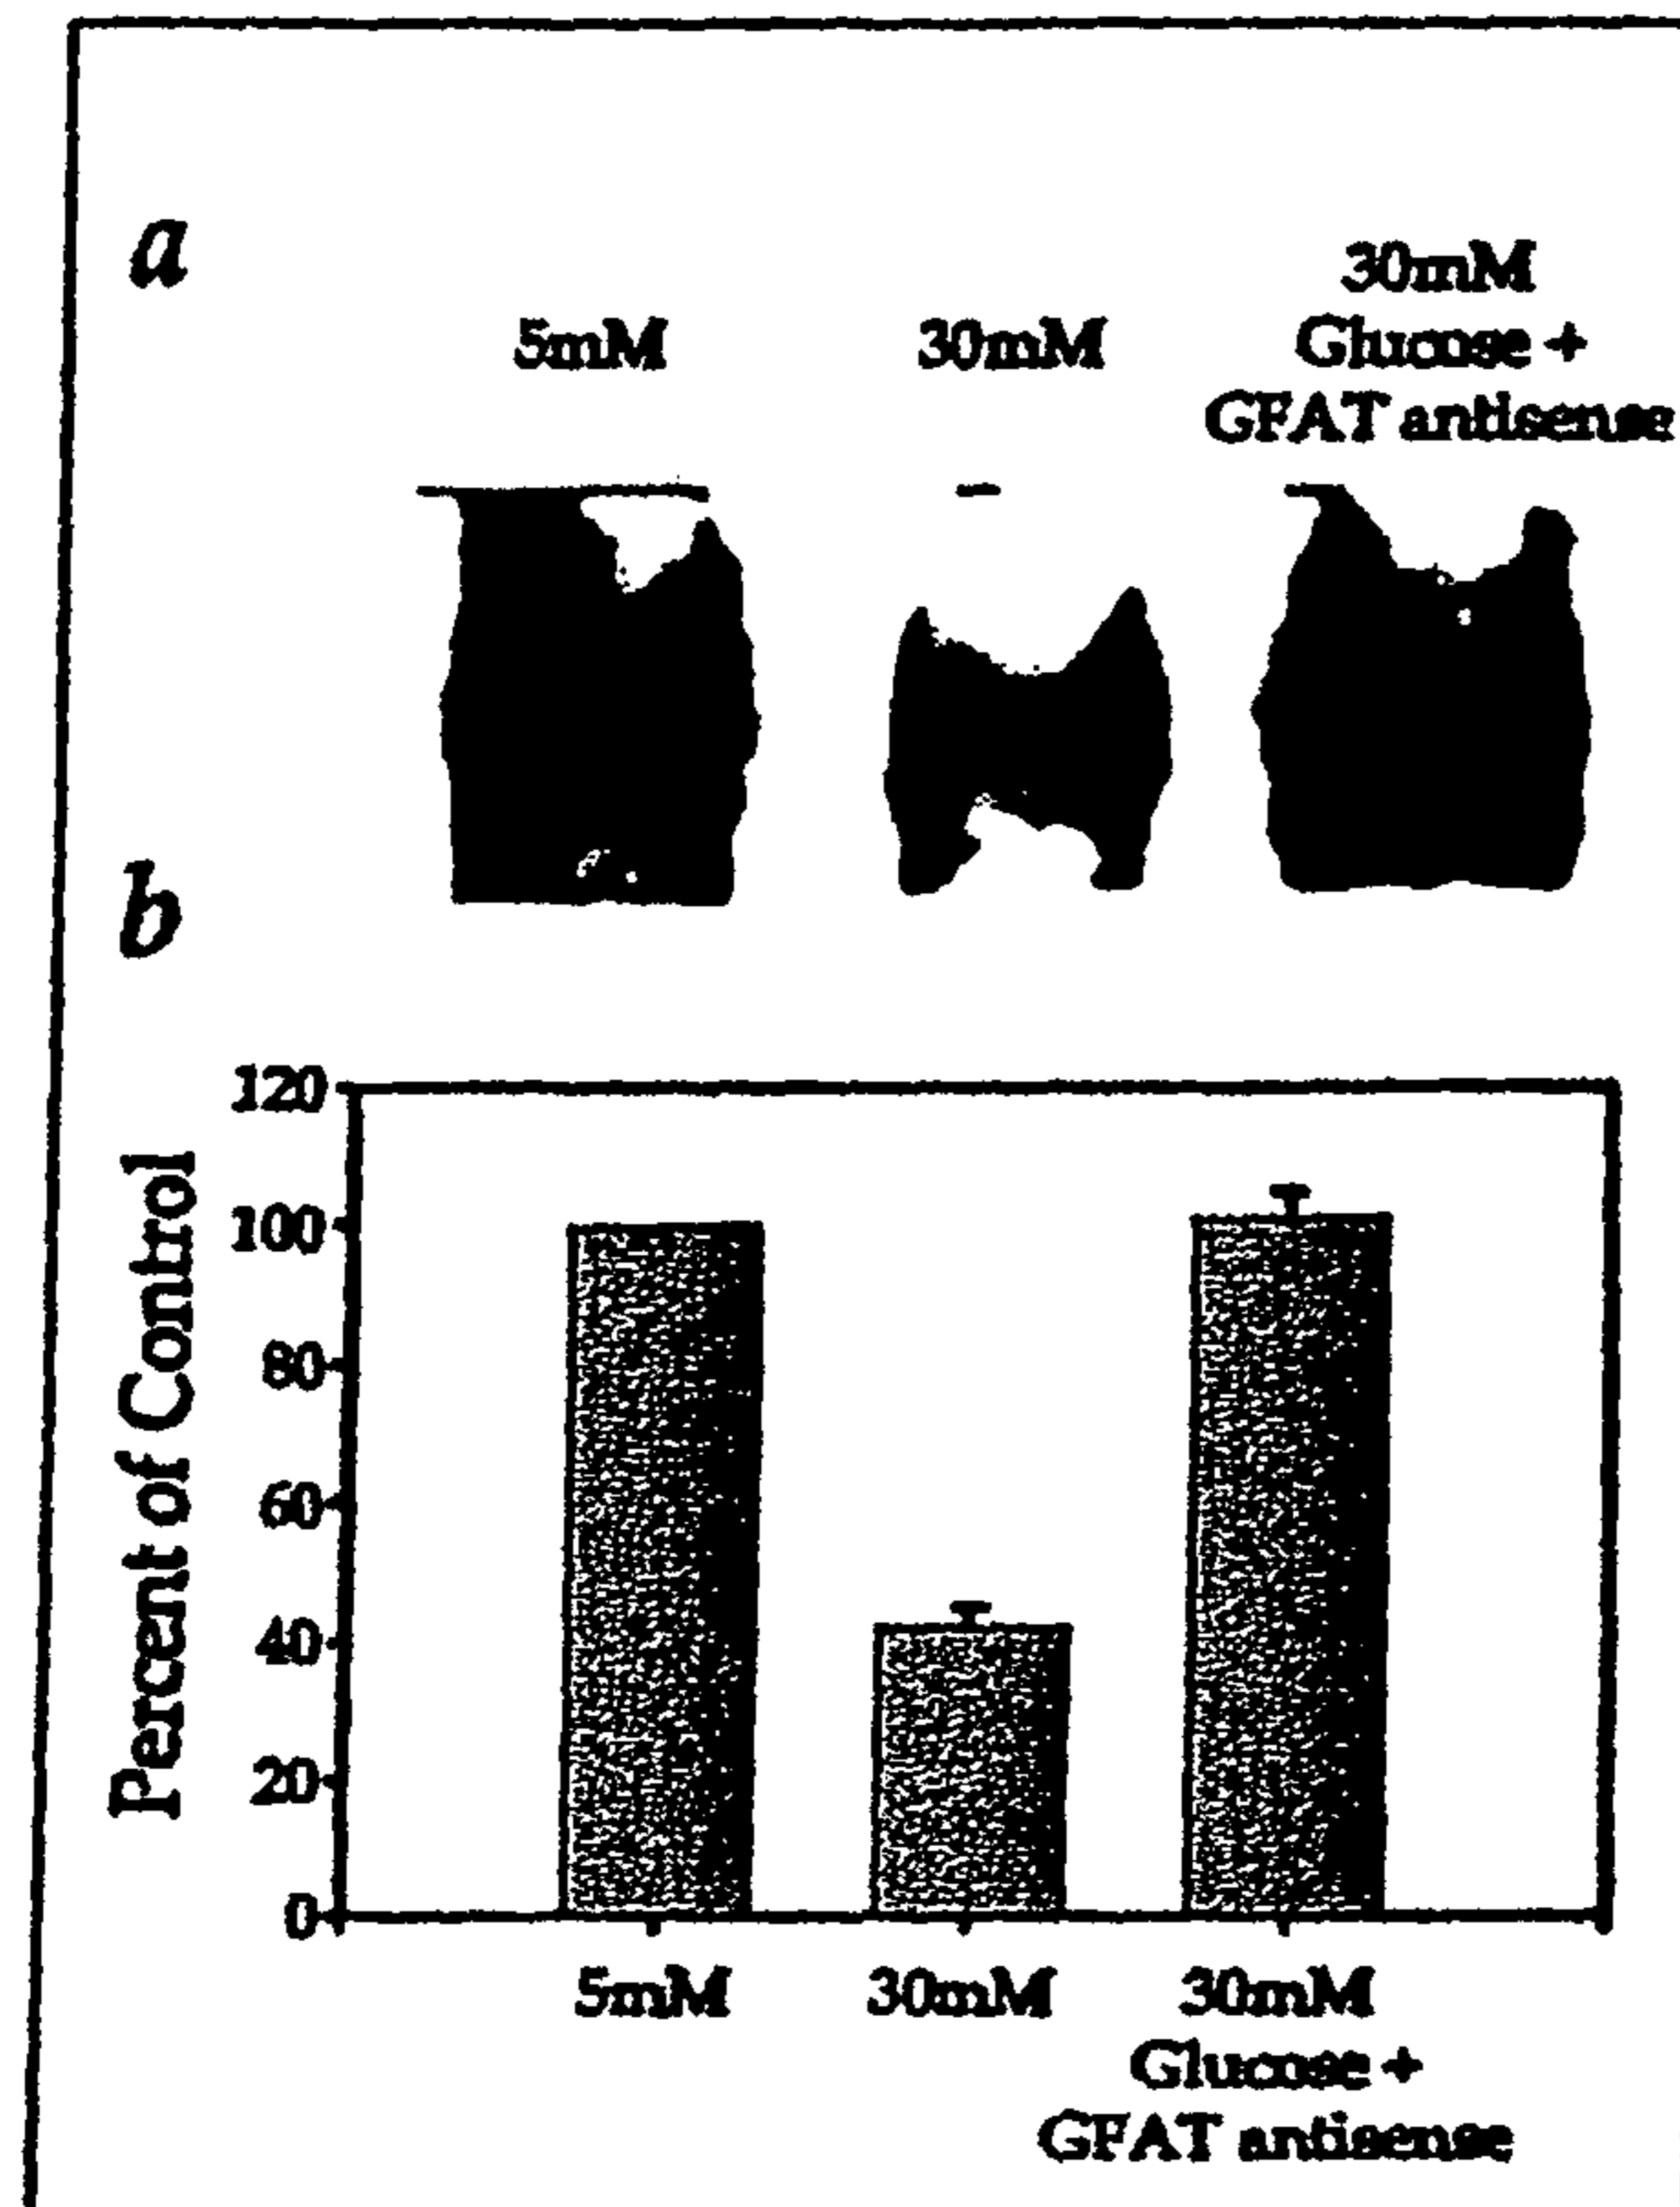 a
5mM
30mM
30mM
Glucose +
GFAT antisense
b
Percent of Control
120
100
80
60
40
20
0
5mM
30mM
30mM
Glucose +
GFAT antisense